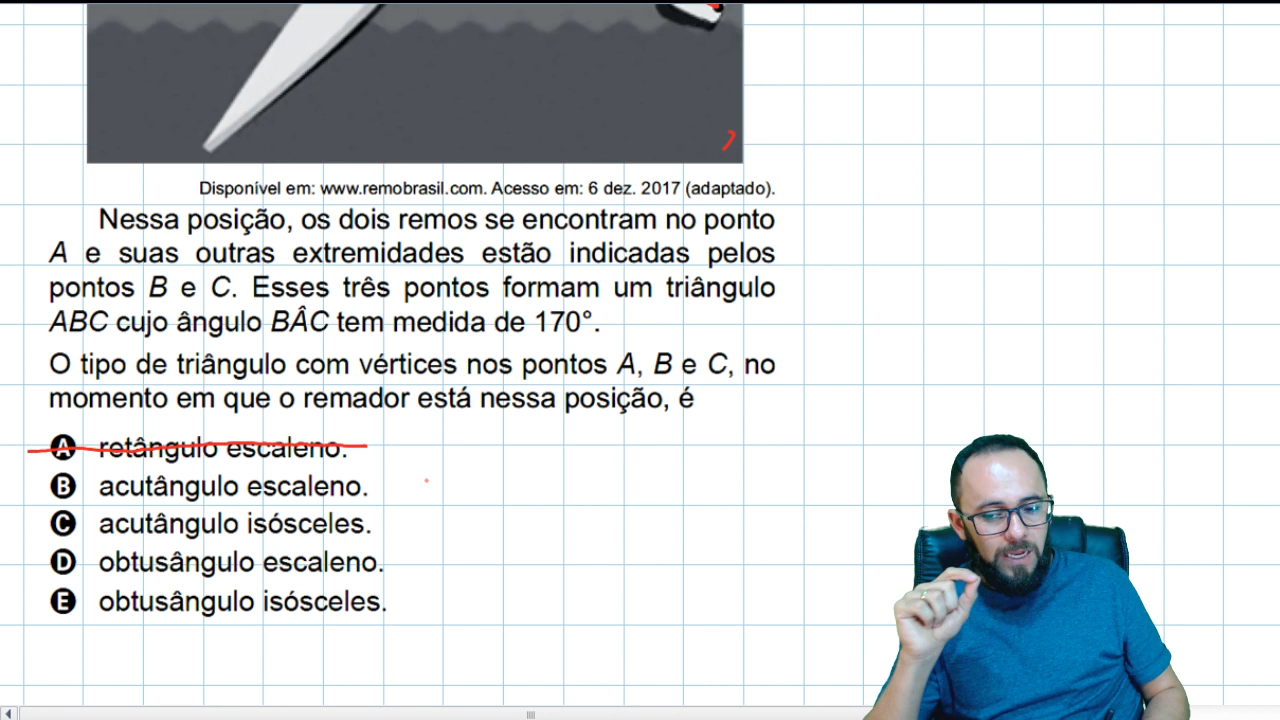 Disponível em: www.remobrasil.com. Acesso em: 6 dez. 2017 (adaptado).
Nessa posição, os dois remos se encontram no ponto
A e suas outras extremidades estão indicadas pelos
pontos B e C. Esses três pontos formam um triângulo
ABC cujo ângulo BÂC tem medida de 170°.
O tipo de triângulo com vértices nos pontos A, B e C, no
momento em que o remador está nessa posição, é
A retângulo escaleno.
B acutângulo escaleno.
C acutângulo isósceles.
D obtusângulo escaleno.
E obtusângulo isósceles.